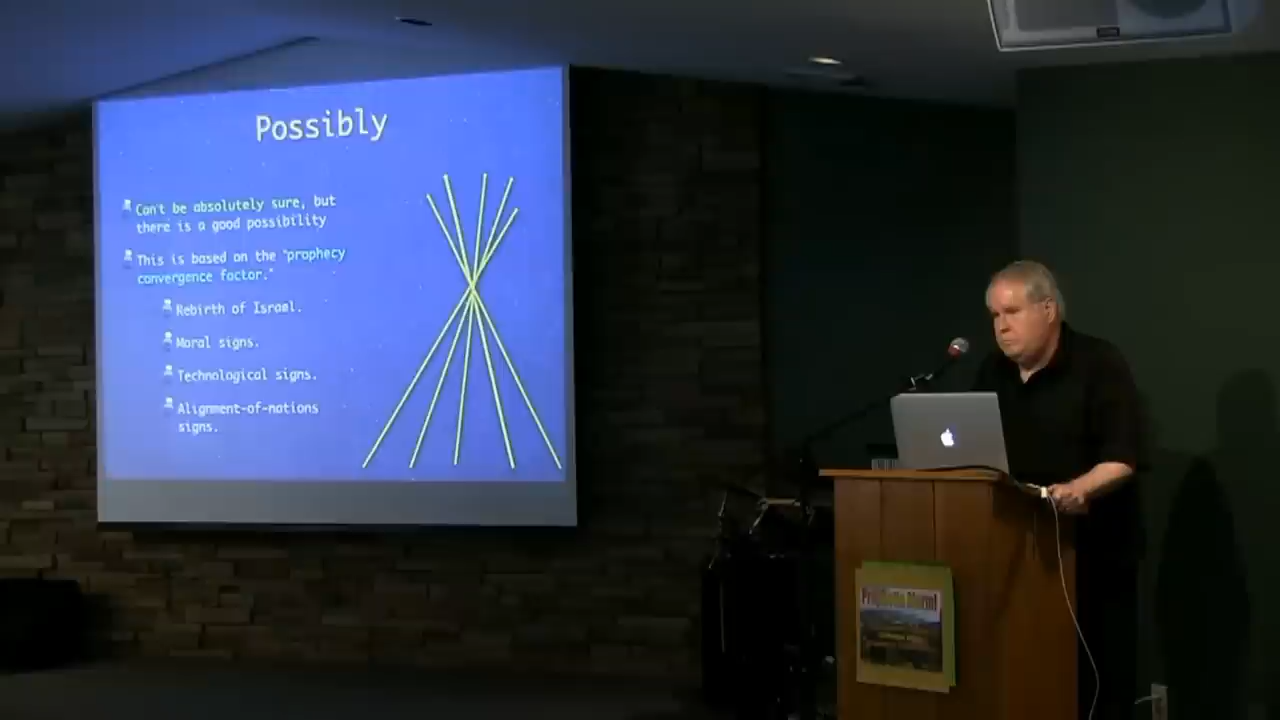 Possibly
Can't be absolutely sure, but
there is a good possibility
This is based on the "prophecy
convergence factor."
Rebirth of Israel.
Moral signs.
Technological signs.
Alignment-of-nations
signs.